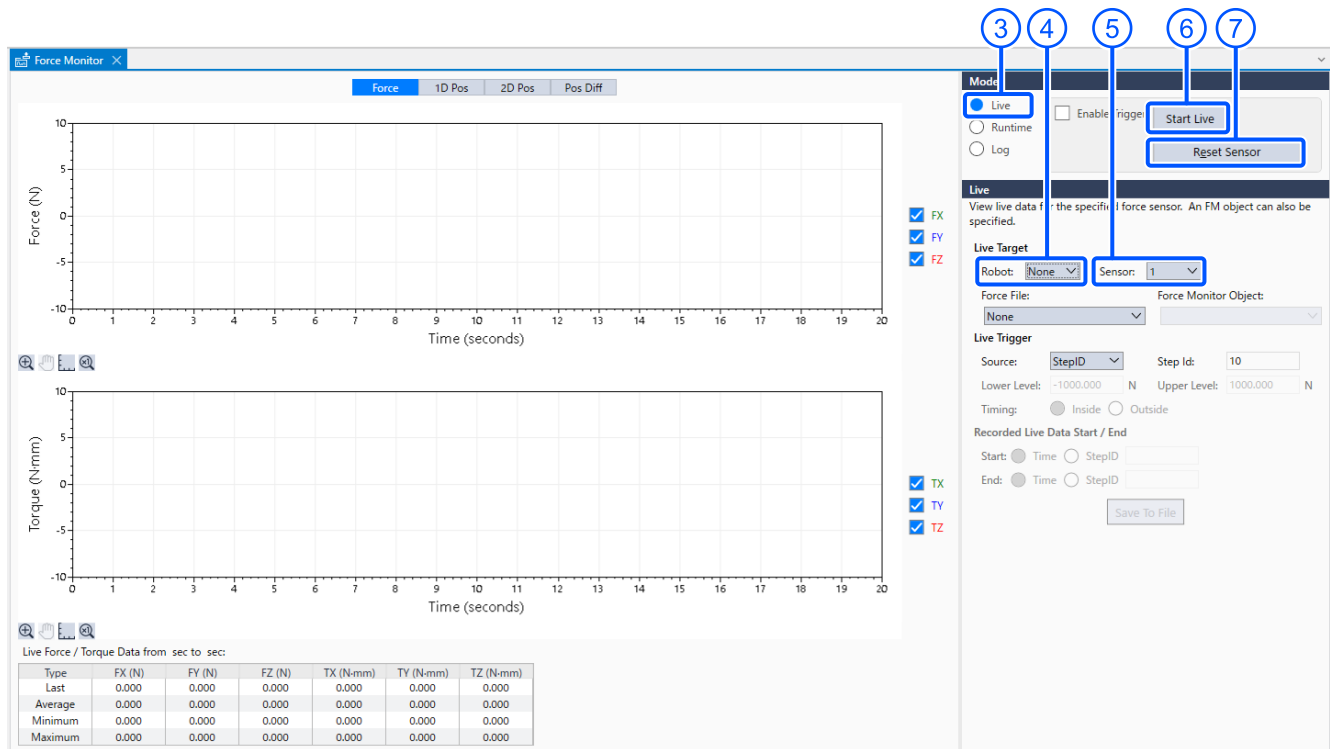 3 4 5 6 7
Force Monitor
Force 1D Pos 2D Pos Pos Diff
Mode
Live
Runtime
Log
Enable Trigger
Start Live
Reset Sensor
10
5
0
-5
-10
Force (N)
0 1 2 3 4 5 6 7 8 9 10 11 12 13 14 15 16 17 18 19 20
Time (seconds)
FX
FY
FZ
10
5
0
-5
-10
Torque (N·mm)
0 1 2 3 4 5 6 7 8 9 10 11 12 13 14 15 16 17 18 19 20
Time (seconds)
TX
TY
TZ
Live Force / Torque Data from sec to sec:
Type FX (N) FY (N) FZ (N) TX (N·mm) TY (N·mm) TZ (N·mm)
Last 0.000 0.000 0.000 0.000 0.000 0.000
Average 0.000 0.000 0.000 0.000 0.000 0.000
Minimum 0.000 0.000 0.000 0.000 0.000 0.000
Maximum 0.000 0.000 0.000 0.000 0.000 0.000
Live
View live data for the specified force sensor. An FM object can also be
specified.
Live Target
Robot: None Sensor: 1
Force File: Force Monitor Object:
None
Live Trigger
Source: StepID Step Id: 10
Lower Level: -1000.000 N Upper Level: 1000.000 N
Timing: Inside Outside
Recorded Live Data Start / End
Start: Time StepID
End: Time StepID
Save To File